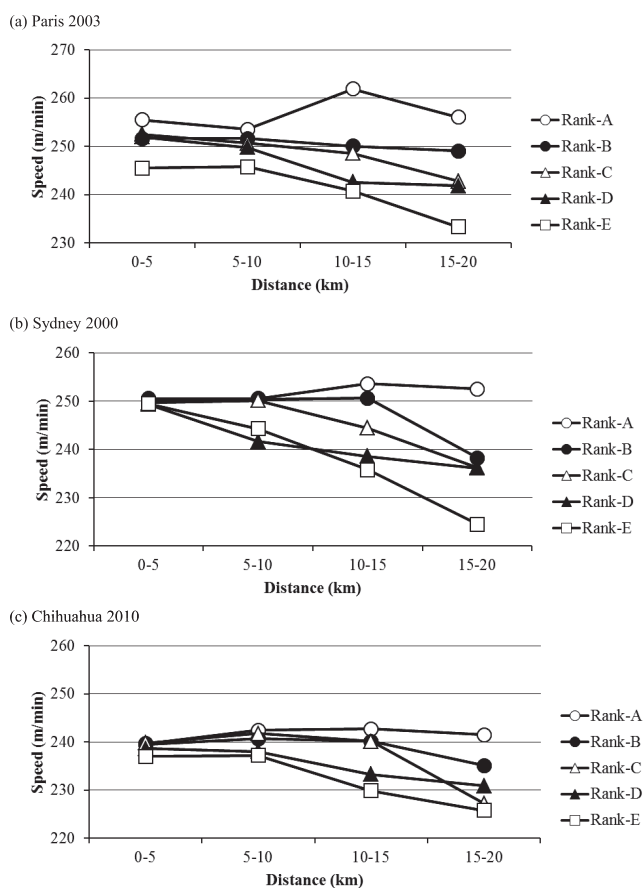 (a) Paris 2003
270
260
250
240
230
Speed (m/min)
0-5 5-10 10-15 15-20
Distance (km)
Rank-A
Rank-B
Rank-C
Rank-D
Rank-E
(b) Sydney 2000
260
250
240
230
220
Speed (m/min)
0-5 5-10 10-15 15-20
Distance (km)
Rank-A
Rank-B
Rank-C
Rank-D
Rank-E
(c) Chihuahua 2010
260
250
240
230
220
Speed (m/min)
0-5 5-10 10-15 15-20
Distance (km)
Rank-A
Rank-B
Rank-C
Rank-D
Rank-E